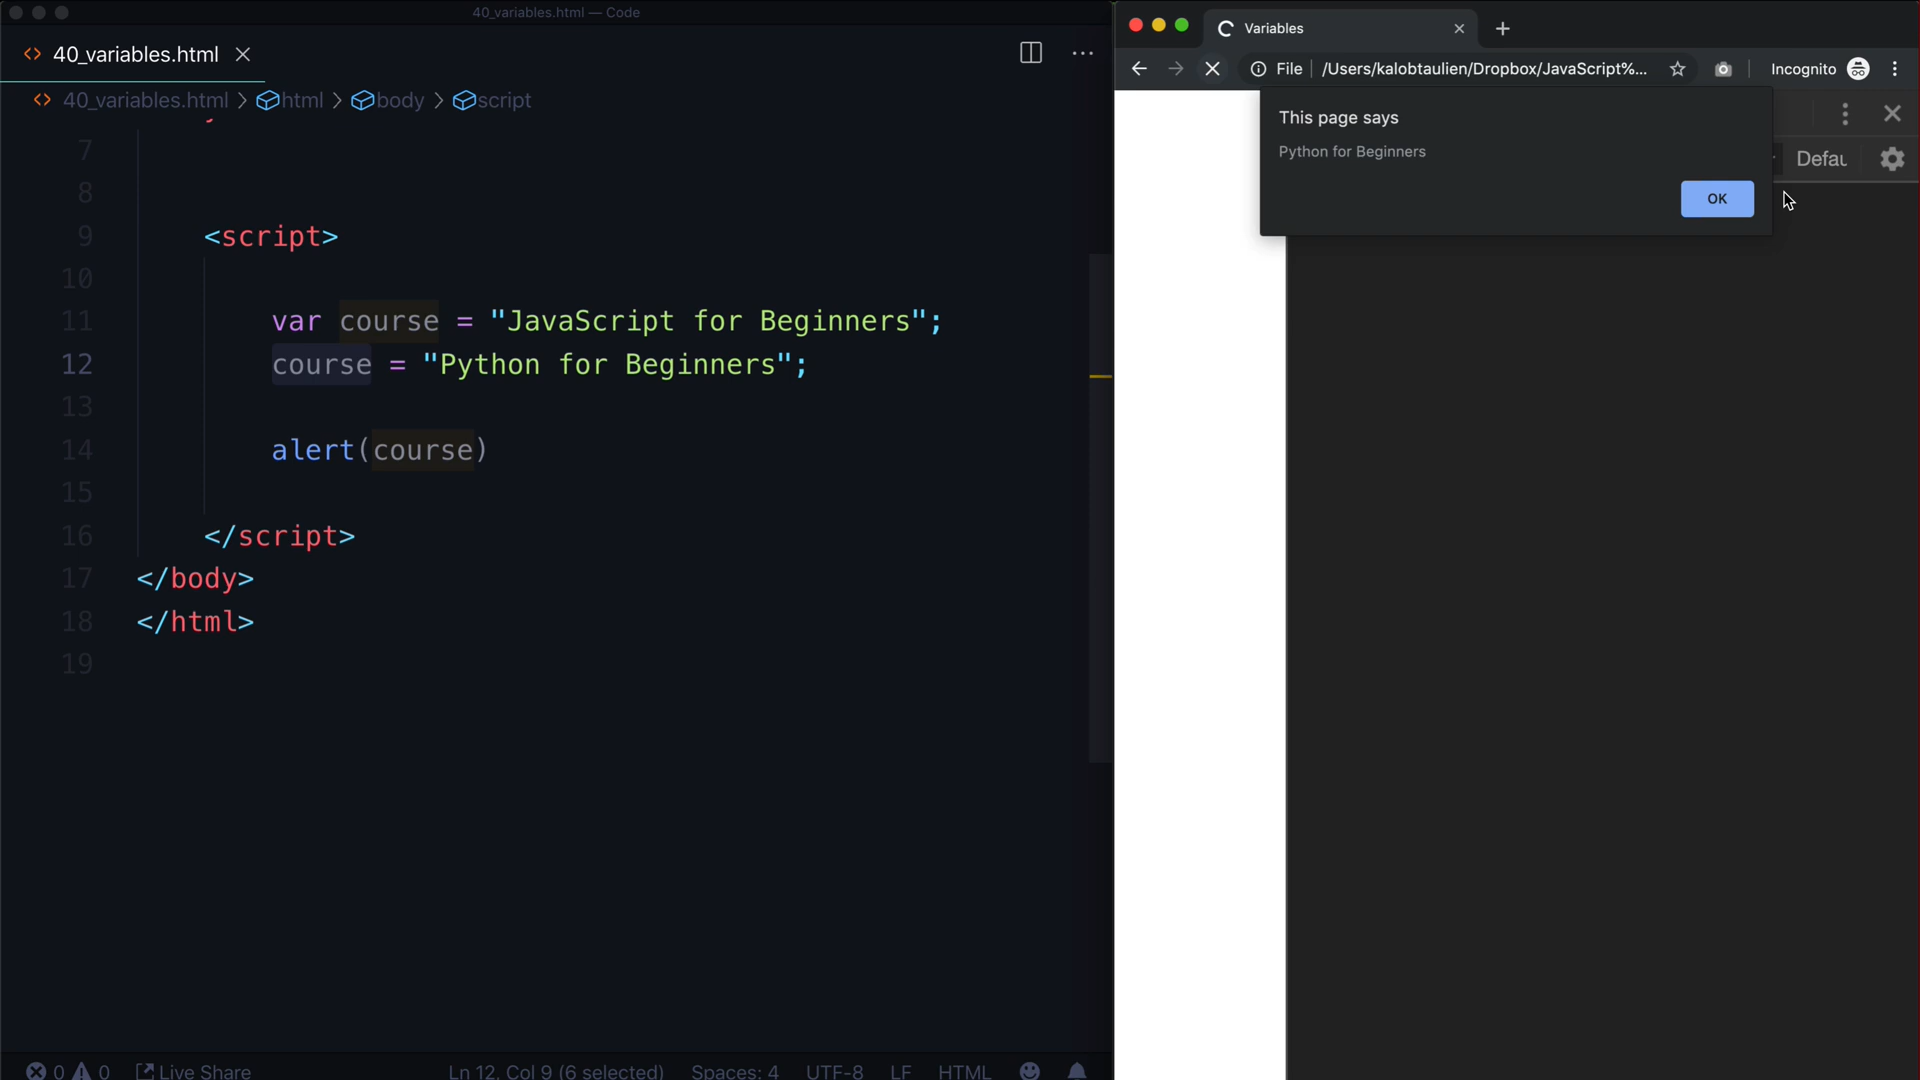 40_variables.html — Code
40_variables.html
40_variables.html > html > body > script
7
8
9 <script>
10
11 var course = "JavaScript for Beginners";
12 course = "Python for Beginners";
13
14 alert(course)
15
16 </script>
17 </body>
18 </html>
19
0 0 Live Share Ln 12, Col 9 (6 selected) Spaces: 4 UTF-8 LF HTML
Variables
File /Users/kalobtaulien/Dropbox/JavaScript%... Incognito
This page says
Python for Beginners
OK
Defau